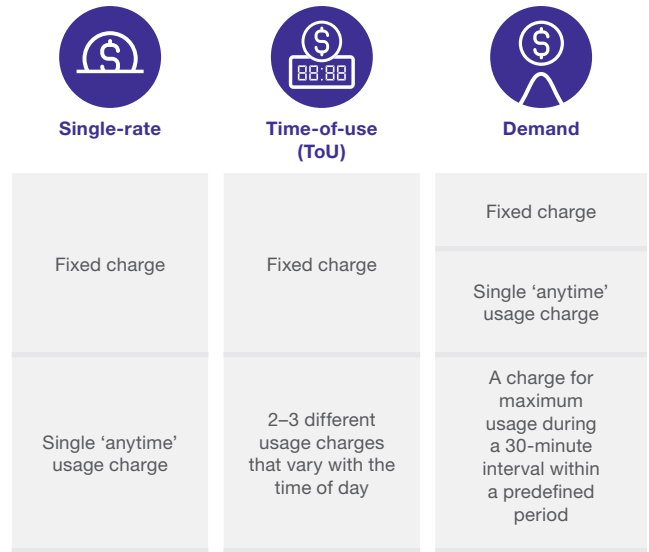 $
$
88:88
$
Single-rate
Time-of-use
(ToU)
Demand
Fixed charge
Single ‘anytime’
usage charge
Fixed charge
2–3 different
usage charges
that vary with the
time of day
Fixed charge
Single ‘anytime’
usage charge
A charge for
maximum
usage during
a 30-minute
interval within
a predefined
period